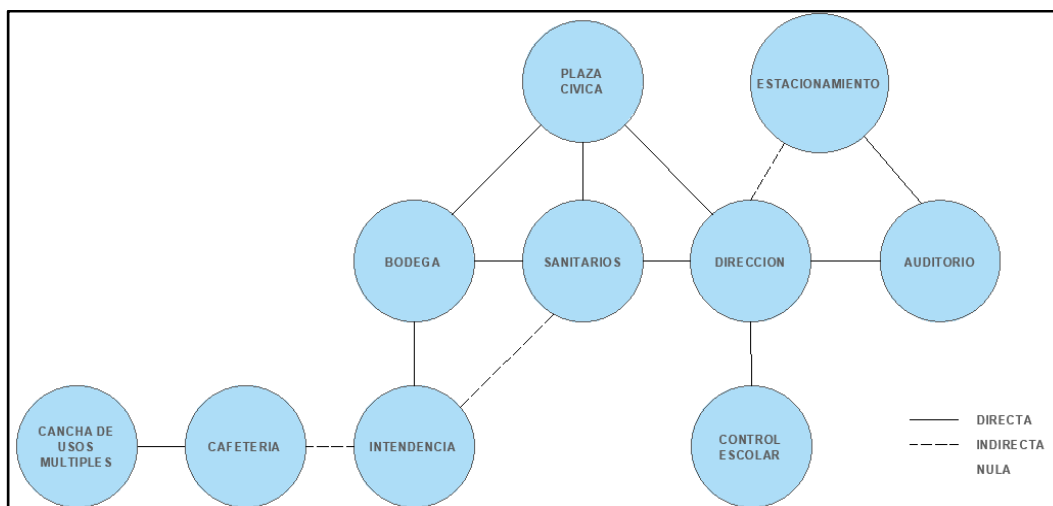 PLAZA
CIVICA
ESTACIONAMIENTO
BODEGA
SANITARIOS
DIRECCION
AUDITORIO
CANCHA DE
USOS
MULTIPLES
CAFETERIA
INTENDENCIA
CONTROL
ESCOLAR
DIRECTA
INDIRECTA
NULA